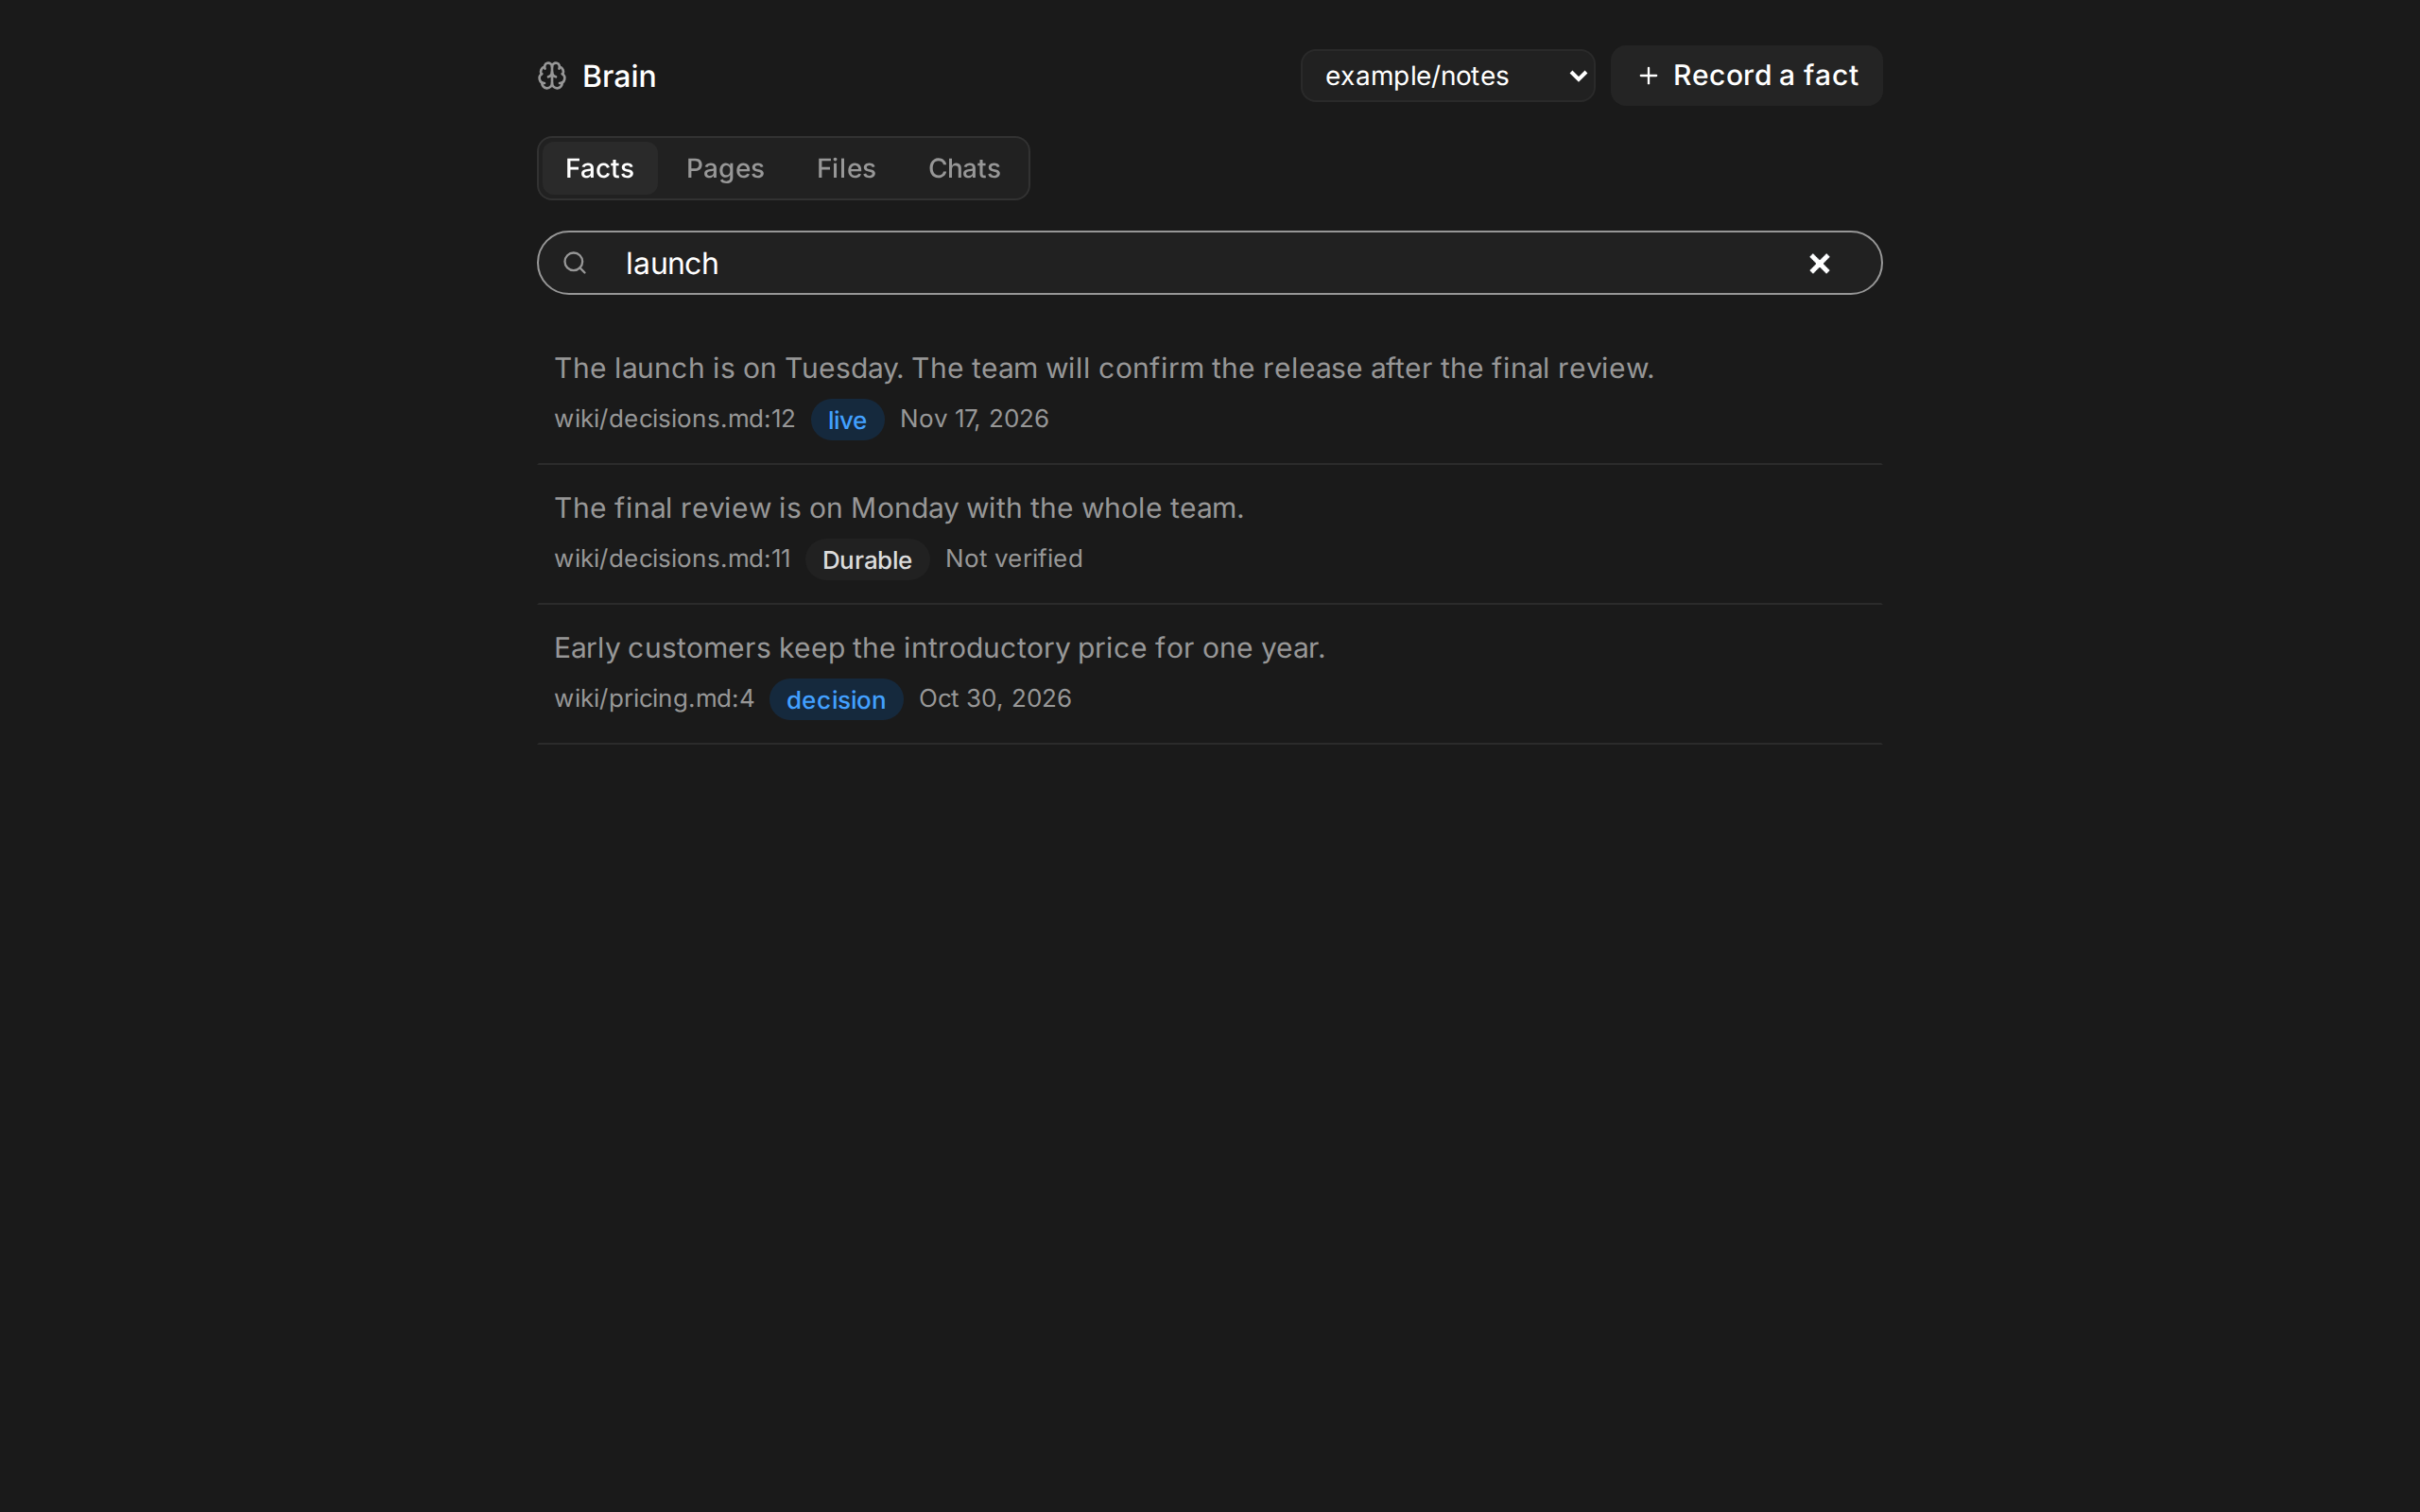 Brain
example/notes
Record a fact
Facts Pages Files Chats
launch
The launch is on Tuesday. The team will confirm the release after the final review.
wiki/decisions.md:12 live Nov 17, 2026
The final review is on Monday with the whole team.
wiki/decisions.md:11 Durable Not verified
Early customers keep the introductory price for one year.
wiki/pricing.md:4 decision Oct 30, 2026